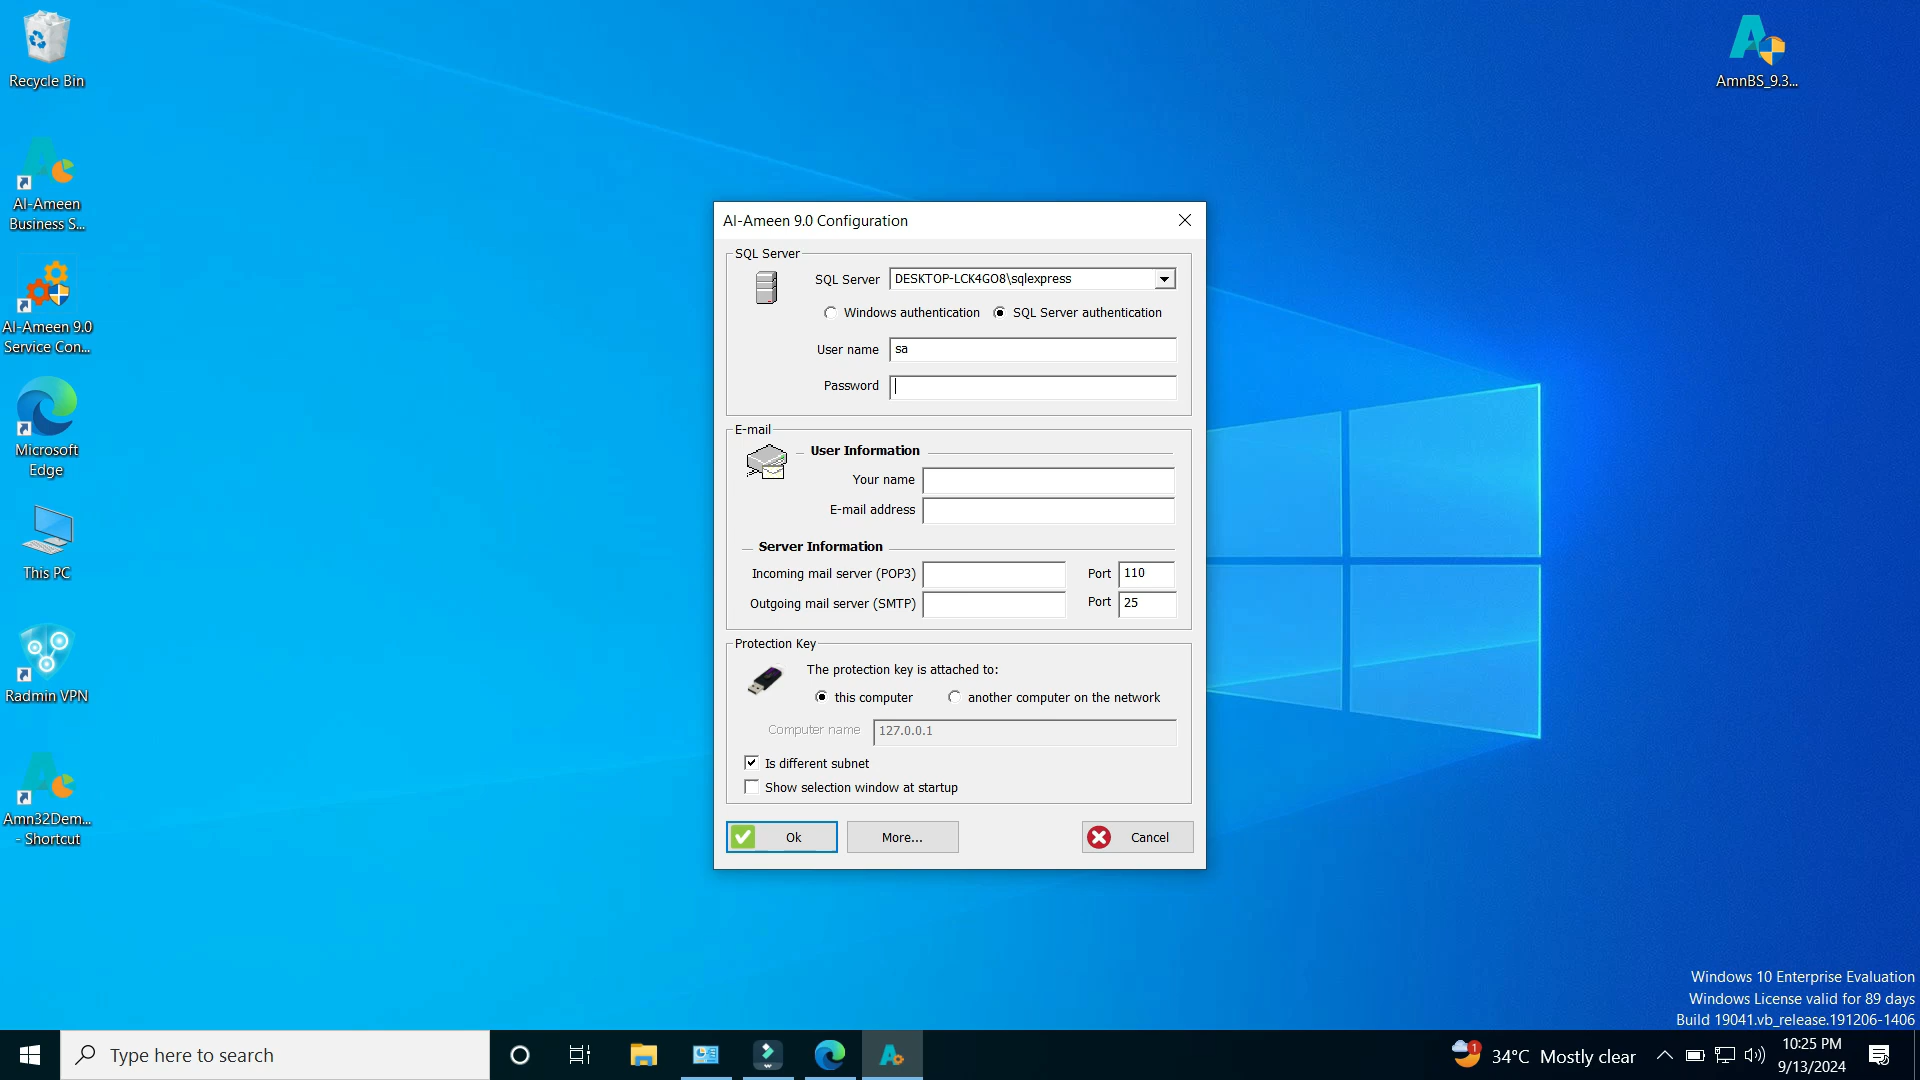 Recycle Bin
Al-Ameen
Business S...
Al-Ameen 9.0
Service Con...
Microsoft
Edge
This PC
Radmin VPN
Amn32Dem...
- Shortcut
AmnBS_9.3...
Al-Ameen 9.0 Configuration
SQL Server
SQL Server DESKTOP-LCK4GO8\sqlexpress
Windows authentication SQL Server authentication
User name sa
Password
E-mail
User Information
Your name
E-mail address
Server Information
Incoming mail server (POP3) Port 110
Outgoing mail server (SMTP) Port 25
Protection Key
The protection key is attached to:
this computer another computer on the network
Computer name 127.0.0.1
Is different subnet
Show selection window at startup
Ok More... Cancel
Windows 10 Enterprise Evaluation
Windows License valid for 89 days
Build 19041.vb_release.191206-1406
Type here to search
1
34°C Mostly clear
10:25 PM
9/13/2024